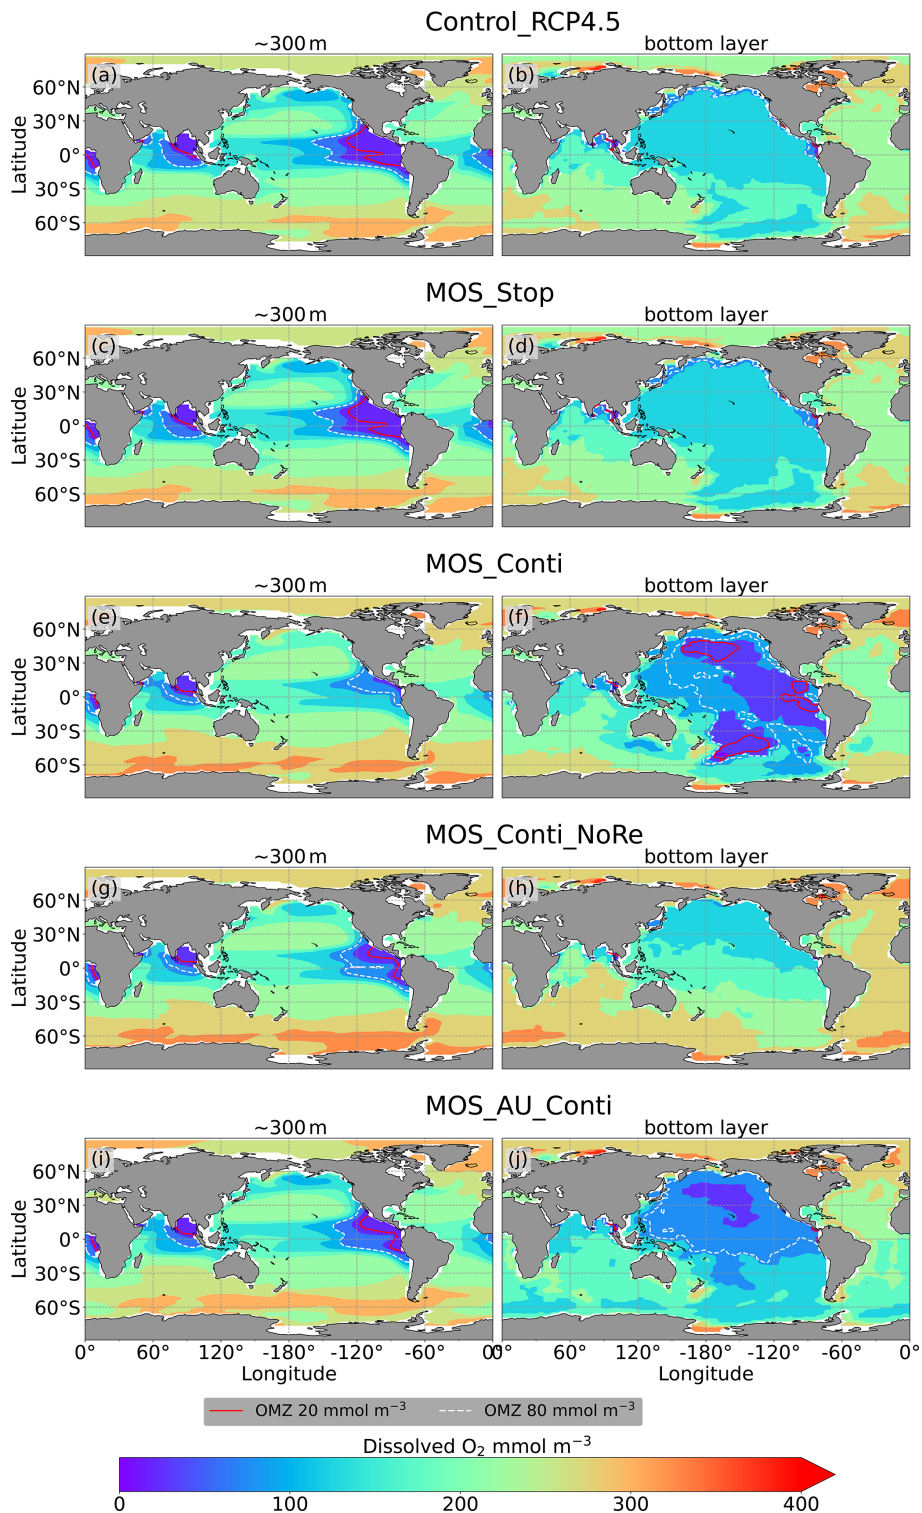 Control_RCP4.5
~300 m
bottom layer
(a)
(b)
60°N
30°N
0°
30°S
60°S
Latitude
MOS_Stop
~300 m
bottom layer
(c)
(d)
60°N
30°N
0°
30°S
60°S
Latitude
MOS_Conti
~300 m
bottom layer
(e)
(f)
60°N
30°N
0°
30°S
60°S
Latitude
MOS_Conti_NoRe
~300 m
bottom layer
(g)
(h)
60°N
30°N
0°
30°S
60°S
Latitude
MOS_AU_Conti
~300 m
bottom layer
(i)
(j)
60°N
30°N
0°
30°S
60°S
Latitude
0° 60° 120° -180° -120° -60° 0°
0° 60° 120° -180° -120° -60° 0°
Longitude
Longitude
OMZ 20 mmol m⁻³ OMZ 80 mmol m⁻³
Dissolved O₂ mmol m⁻³
0 100 200 300 400